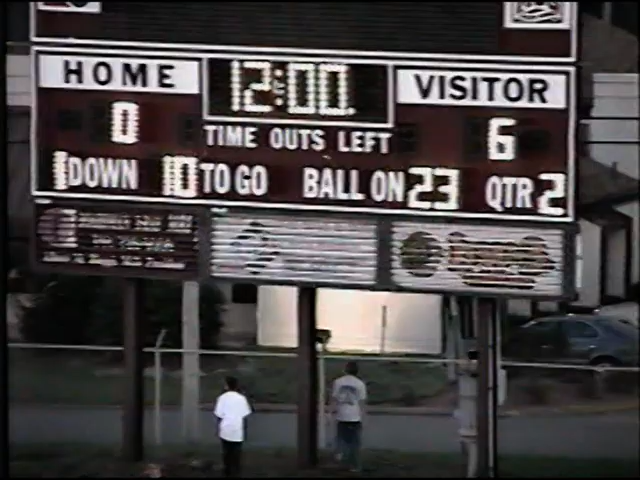 HOME 12:00 VISITOR
0 TIME OUTS LEFT 6
1 DOWN 10 TO GO BALL ON 23 QTR 2